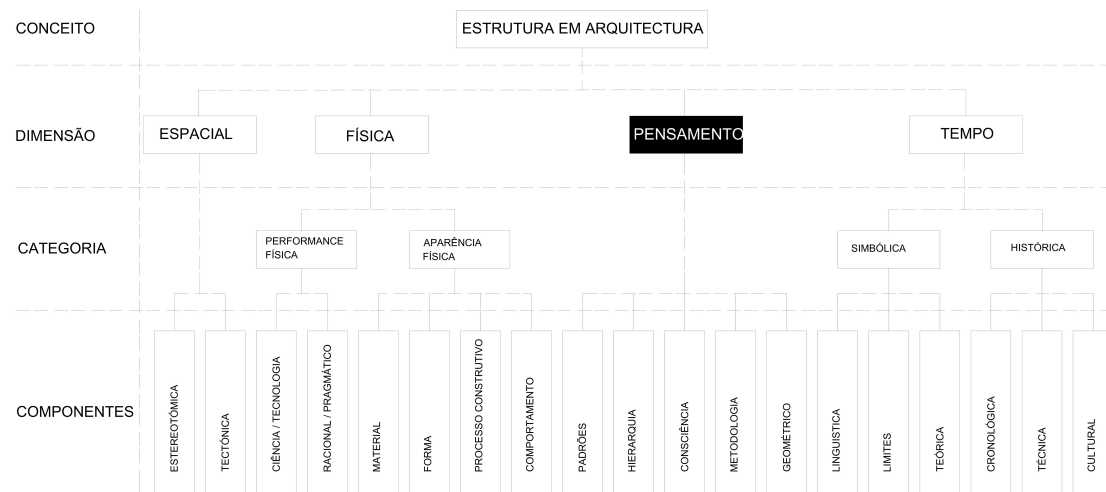 CONCEITO
ESTRUTURA EM ARQUITECTURA
DIMENSÃO
ESPACIAL
FÍSICA
PENSAMENTO
TEMPO
CATEGORIA
PERFORMANCE
FÍSICA
APARÊNCIA
FÍSICA
SIMBÓLICA
HISTÓRICA
COMPONENTES
ESTEREOTÓMICA
TECTÓNICA
CIÊNCIA / TECNOLOGIA
RACIONAL / PRAGMÁTICO
MATERIAL
FORMA
PROCESSO CONSTRUTIVO
COMPORTAMENTO
PADRÕES
HIERARQUIA
CONSCIÊNCIA
METODOLOGIA
GEOMÉTRICO
LINGUISTICA
LIMITES
TEÓRICA
CRONOLÓGICA
TÉCNICA
CULTURAL